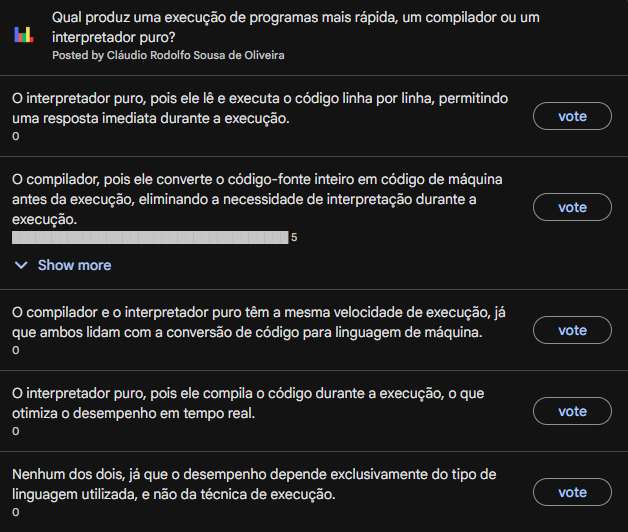 Qual produz uma execução de programas mais rápida, um compilador ou um
interpretador puro?
Posted by Cláudio Rodolfo Sousa de Oliveira
O interpretador puro, pois ele lê e executa o código linha por linha, permitindo
uma resposta imediata durante a execução.
0
vote
O compilador, pois ele converte o código-fonte inteiro em código de máquina
antes da execução, eliminando a necessidade de interpretação durante a
execução.
5
vote
Show more
O compilador e o interpretador puro têm a mesma velocidade de execução, já
que ambos lidam com a conversão de código para linguagem de máquina.
0
vote
O interpretador puro, pois ele compila o código durante a execução, o que
otimiza o desempenho em tempo real.
0
vote
Nenhum dos dois, já que o desempenho depende exclusivamente do tipo de
linguagem utilizada, e não da técnica de execução.
0
vote